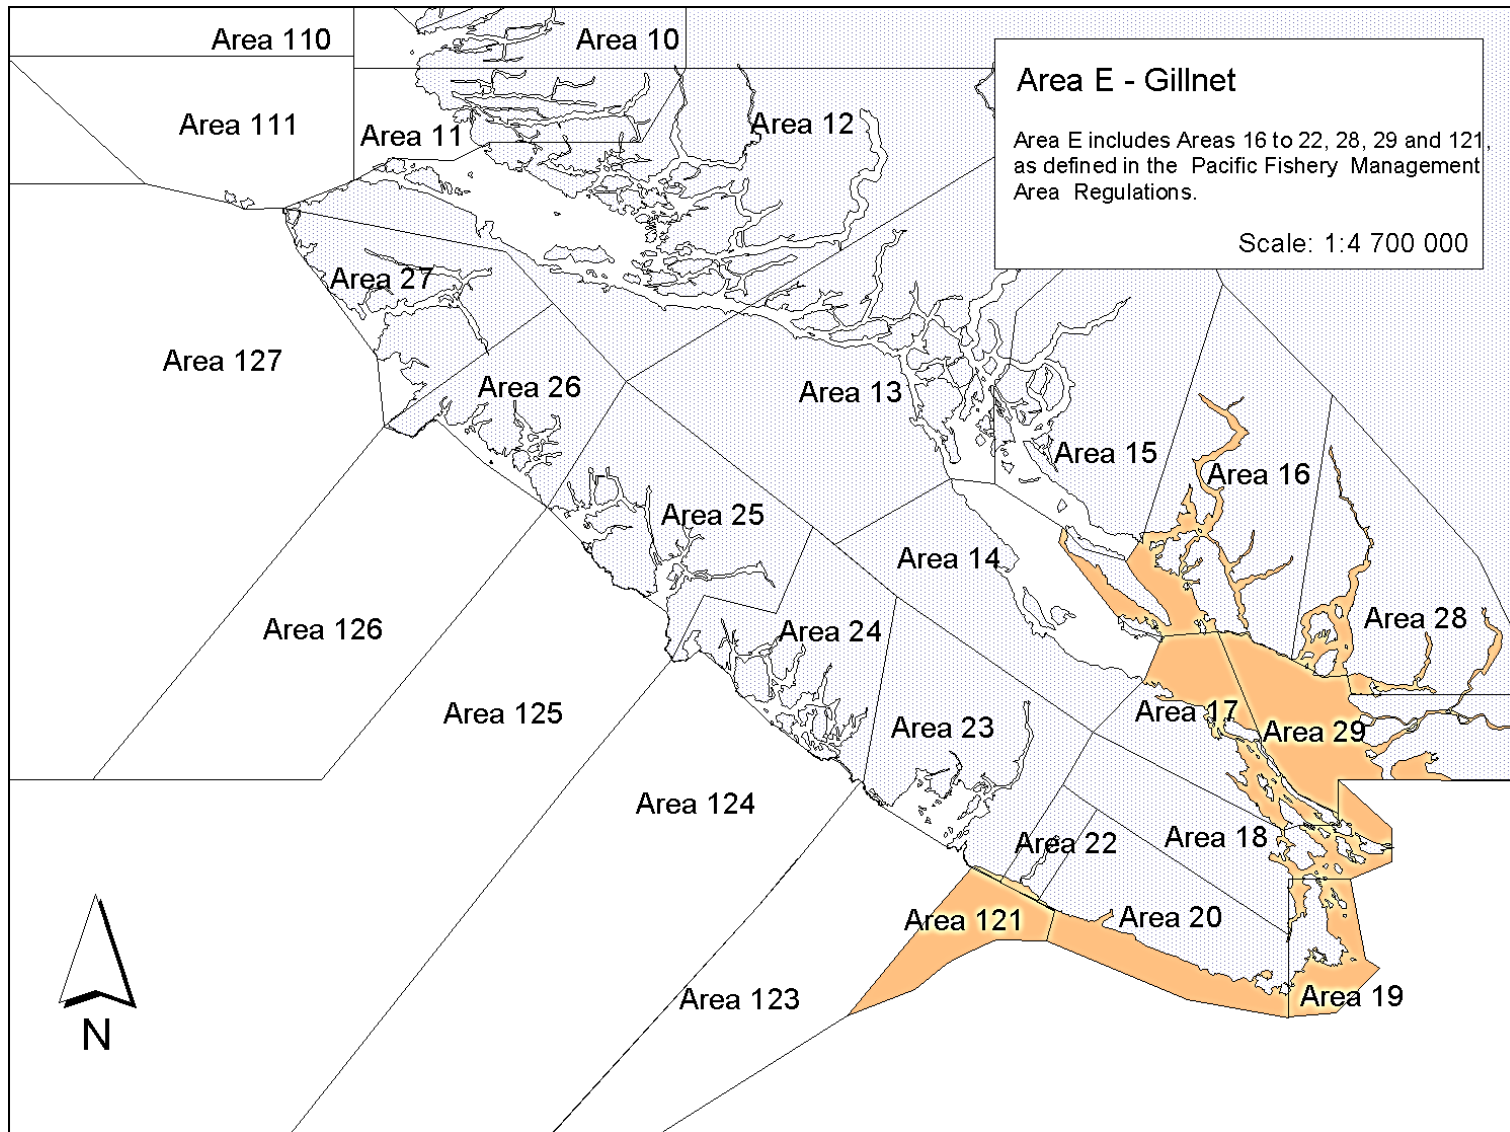 Area 110
Area 10
Area 111
Area 11
Area 12
Area E - Gillnet
Area E includes Areas 16 to 22, 28, 29 and 121,
as defined in the Pacific Fishery Management
Area Regulations.
Scale: 1:4 700 000
Area 27
Area 127
Area 26
Area 13
Area 15
Area 16
Area 25
Area 14
Area 126
Area 24
Area 28
Area 125
Area 23
Area 17
Area 29
Area 124
Area 22
Area 18
Area 121
Area 20
Area 123
Area 19
N